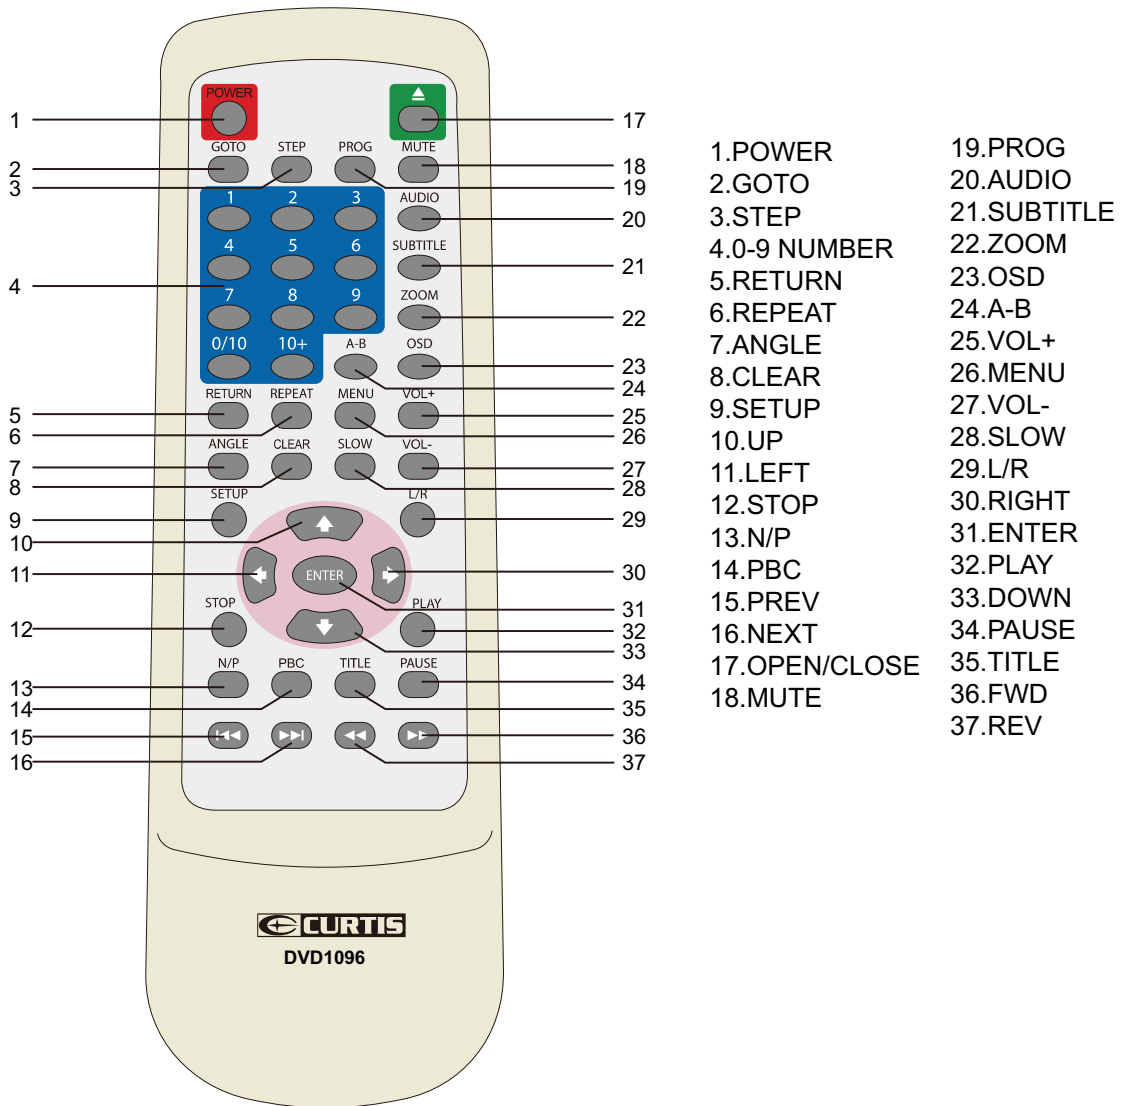 POWER
1
17
GOTO STEP PROG MUTE
2
18
3
19
1 2 3 AUDIO
20
4 5 6 SUBTITLE
21
4
7 8 9 ZOOM
22
0/10 10+ A-B OSD
23
24
RETURN REPEAT MENU VOL+
5
25
6
26
ANGLE CLEAR SLOW VOL-
7
27
8
28
SETUP L/R
9
29
10
11
ENTER
30
STOP PLAY
31
12
32
33
N/P PBC TITLE PAUSE
13
34
14
35
15
36
16
37
CURTIS
DVD1096
1.POWER
2.GOTO
3.STEP
4.0-9 NUMBER
5.RETURN
6.REPEAT
7.ANGLE
8.CLEAR
9.SETUP
10.UP
11.LEFT
12.STOP
13.N/P
14.PBC
15.PREV
16.NEXT
17.OPEN/CLOSE
18.MUTE
19.PROG
20.AUDIO
21.SUBTITLE
22.ZOOM
23.OSD
24.A-B
25.VOL+
26.MENU
27.VOL-
28.SLOW
29.L/R
30.RIGHT
31.ENTER
32.PLAY
33.DOWN
34.PAUSE
35.TITLE
36.FWD
37.REV